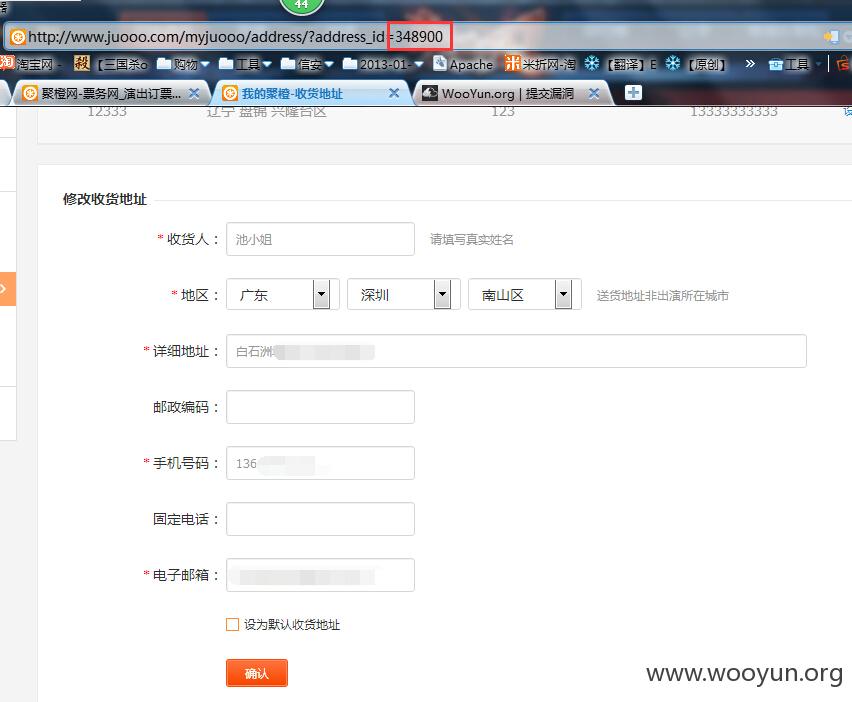 44
http://www.juooo.com/myjuooo/address/?address_id=348900
淘宝网 - 【三国杀o 购物 工具 信安 2013-01- Apache 米折网-淘 【翻译】E 【原创】 » 工具
聚橙网-票务网_演出订票... 我的聚橙-收货地址 WooYun.org | 提交漏洞
12333 辽宁 盘锦 兴隆台区 123 13333333333
修改收货地址
* 收货人： 池小姐 请填写真实姓名
* 地区： 广东 深圳 南山区 送货地址非出演所在城市
* 详细地址： 白石洲
邮政编码：
* 手机号码： 136
固定电话：
* 电子邮箱：
设为默认收货地址
确认
www.wooyun.org